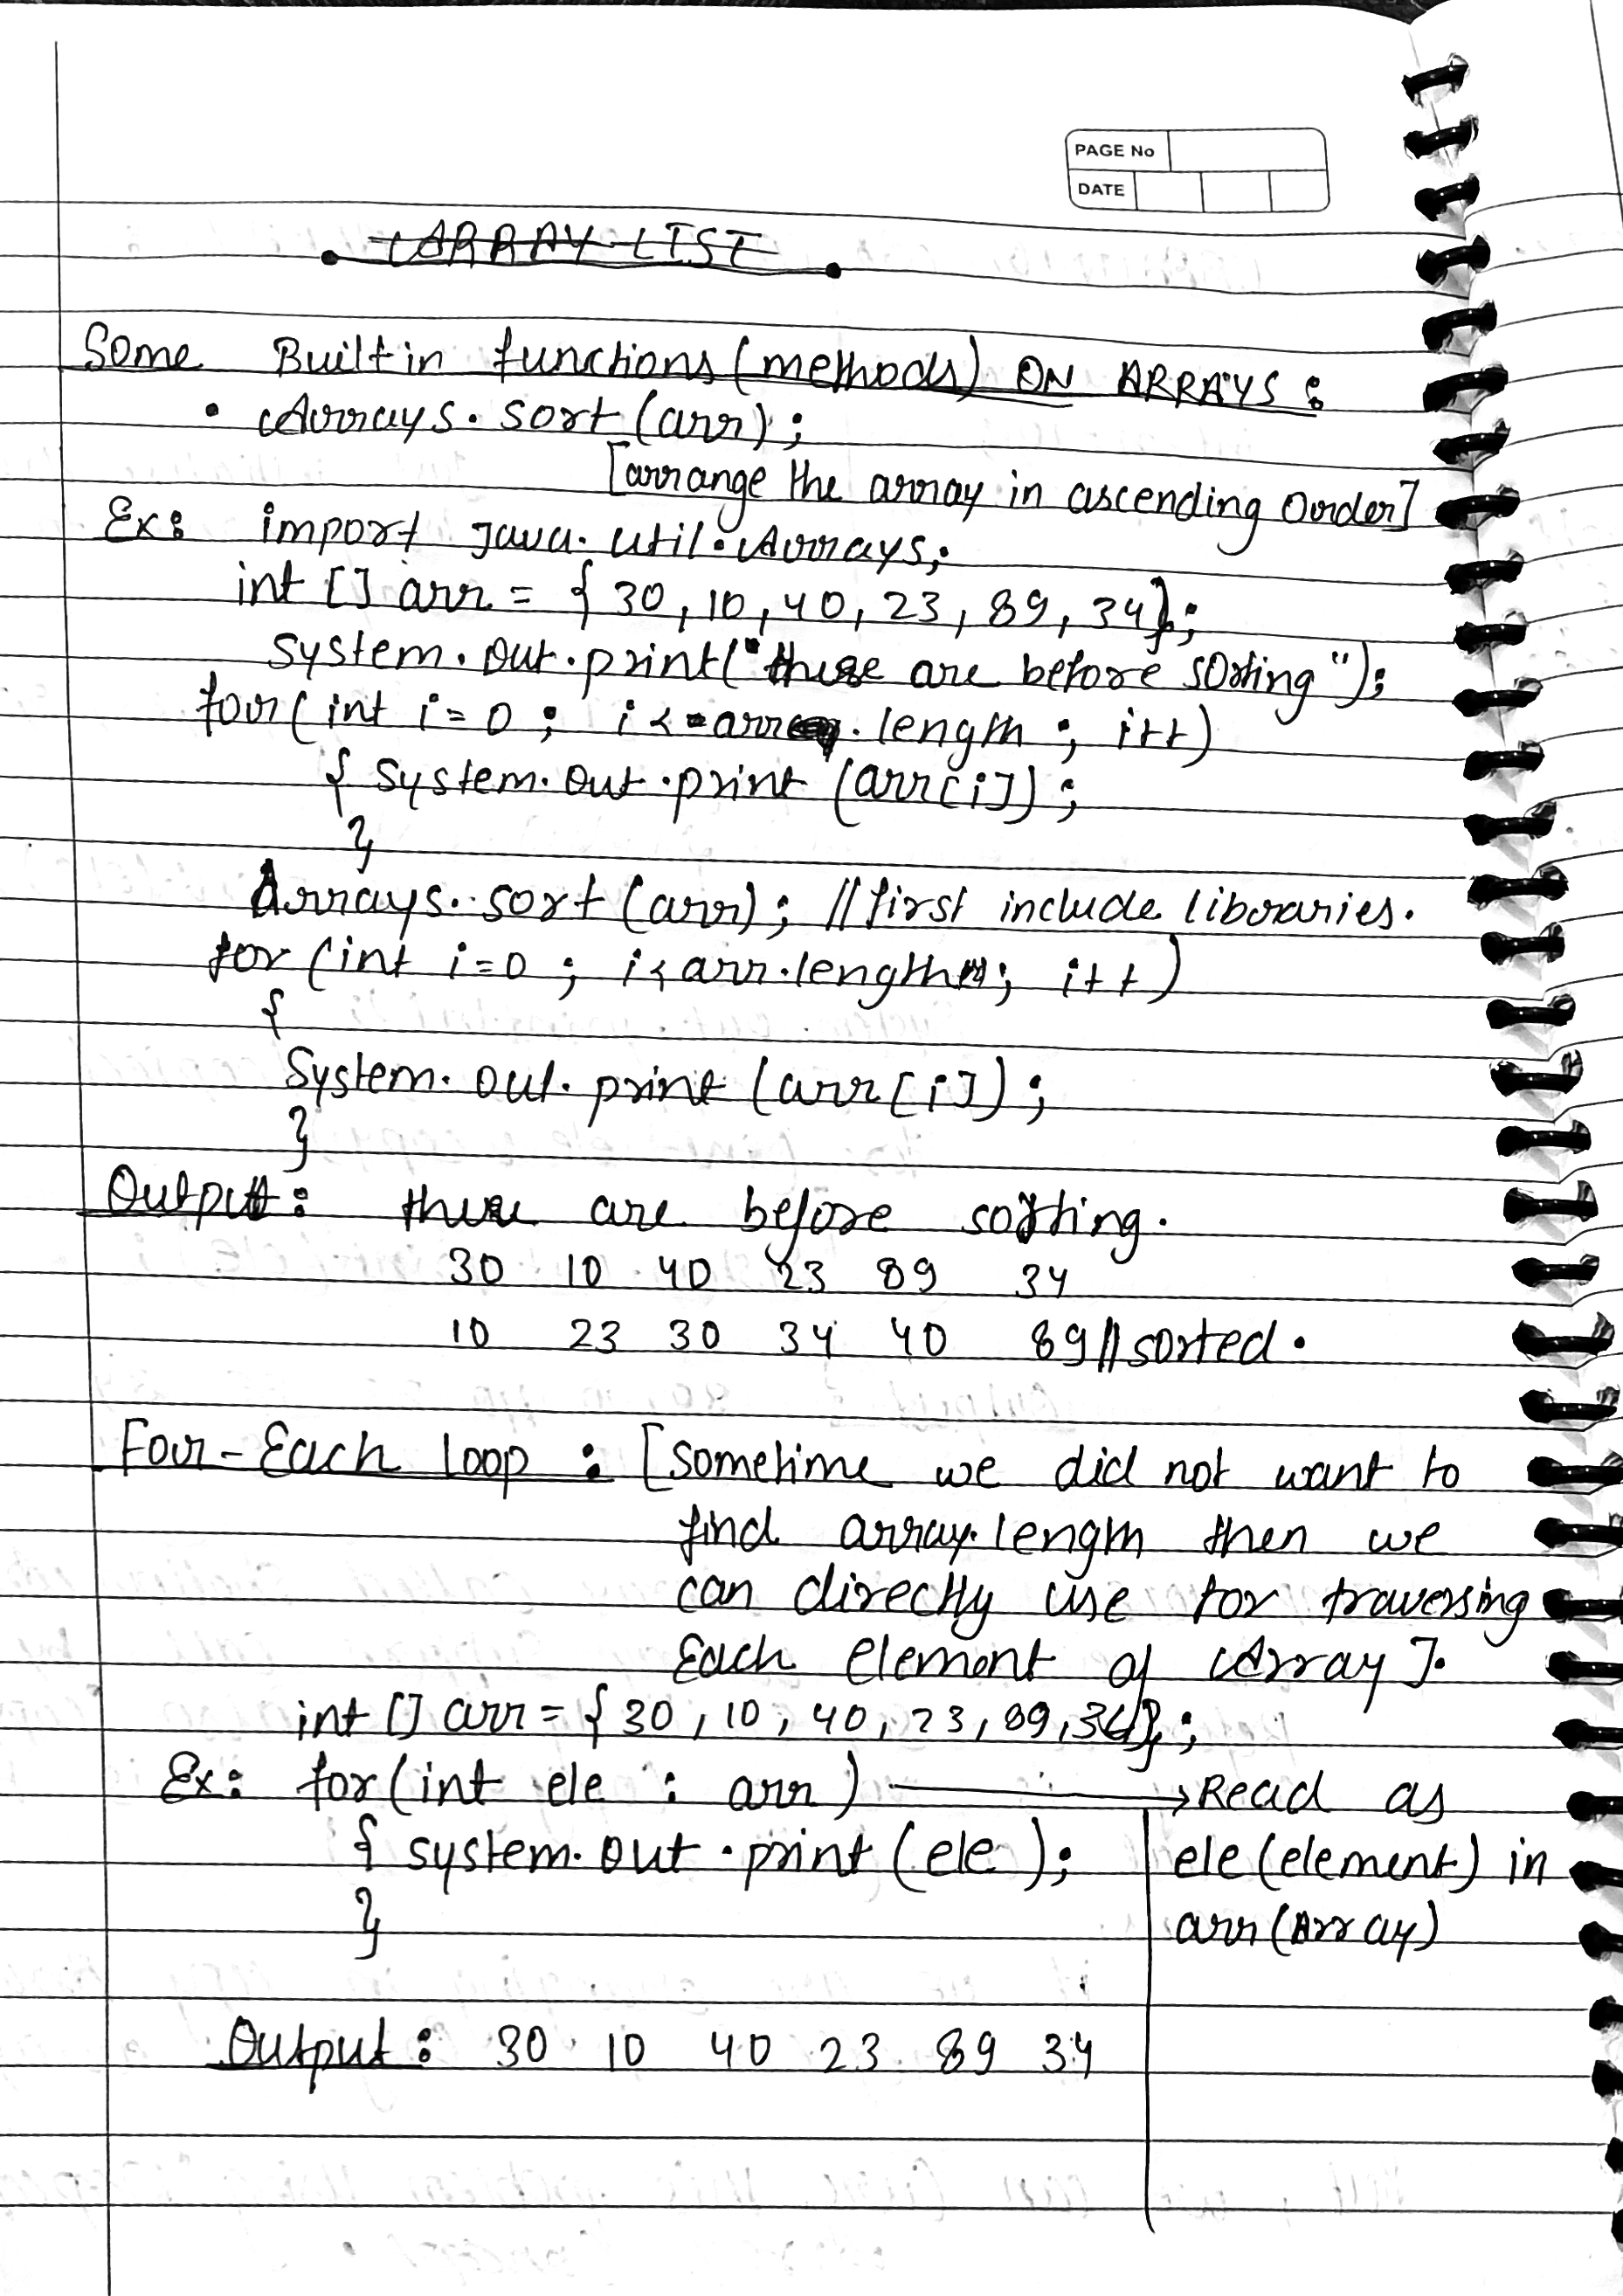 PAGE No
DATE
ARRAY LIST
Some Builtin functions (methods) ON ARRAYS :
• Arrays. sort (arr) ;
[arrange the array in ascending Order]
Ex: import Java. util. Arrays;
int [] arr = { 30, 10, 40, 23, 89, 34};
System. out. print("these are before sorting");
for( int i = 0 ; i < = arr. length ; i++)
{ System. out .print (arr[i]) ;
}
Arrays.. sort (arr) ; // first include libraries.
for (int i=0 ; i< arr.length ; i++)
{
System. out. print (arr [i]) ;
}
Output : these are before sorting.
30 10 40 23 89 34
10 23 30 34 40 89 // sorted.
For-Each loop : [sometime we did not want to
find array.length then we
can directly use for traversing
Each element of Array].
int [] arr = { 30, 10, 40, 23, 89, 34};
Ex: for(int ele : arr) → Read as
{ system. out .print (ele) ; ele (element) in
} arr (Array)
Output : 30 10 40 23 89 34